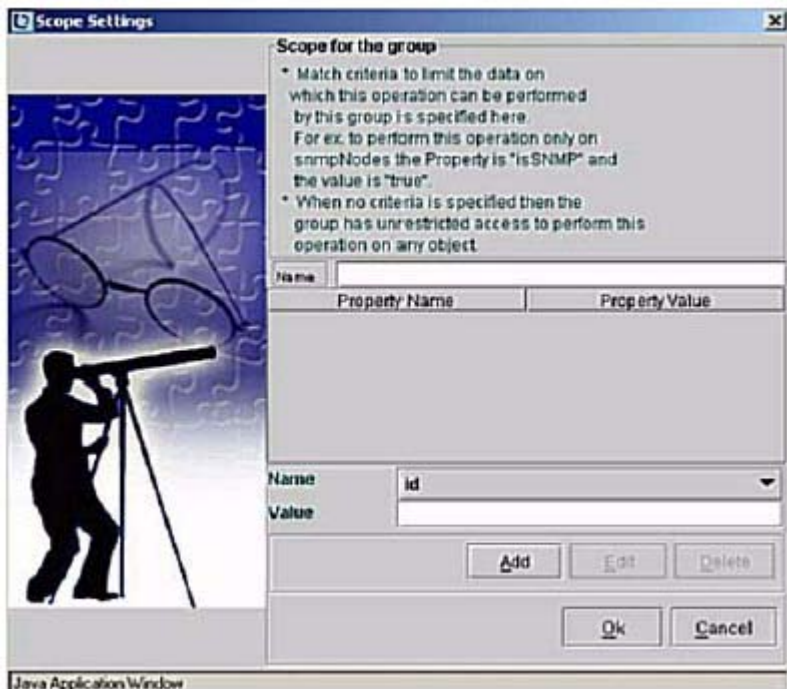 Scope Settings
Scope for the group
* Match criteria to limit the data on
which this operation can be performed
by this group is specified here.
For ex. to perform this operation only on
snmpNodes the Property is "isSNMP" and
the value is "true".
* When no criteria is specified then the
group has unrestricted access to perform this
operation on any object
Name
Property Name Property Value
Name id
Value
Add Edit Delete
Ok Cancel
Java Application Window